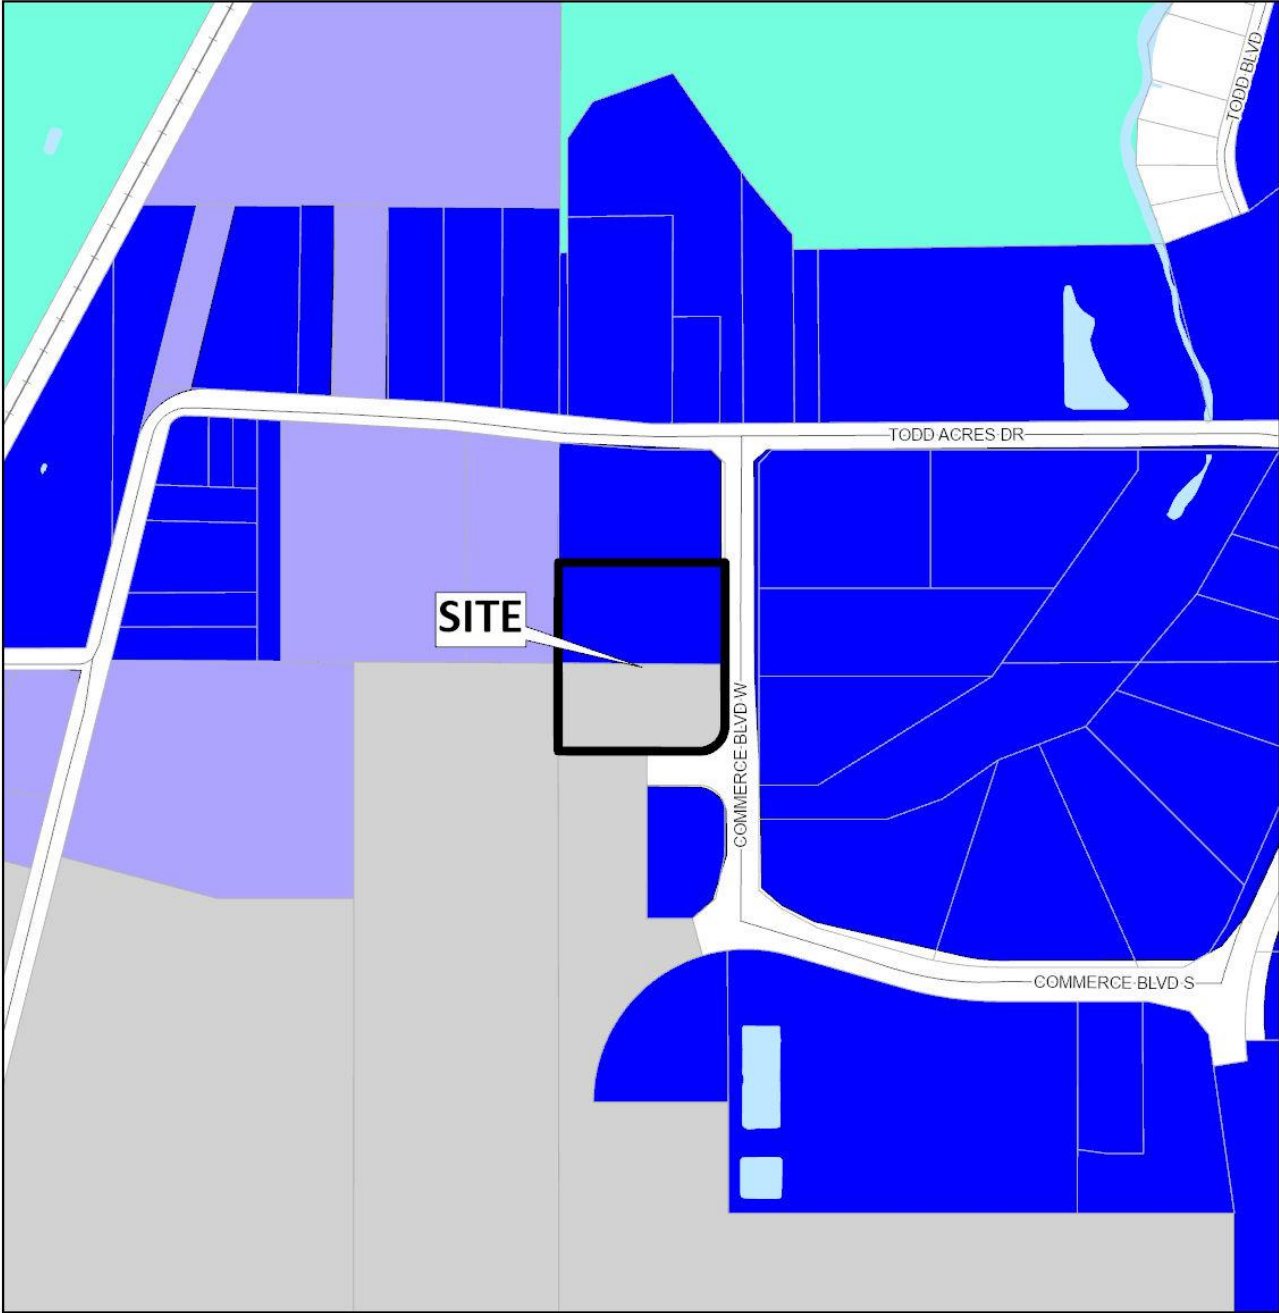 TODD BLVD
TODD ACRES DR
SITE
COMMERCE BLVD W
COMMERCE BLVD S